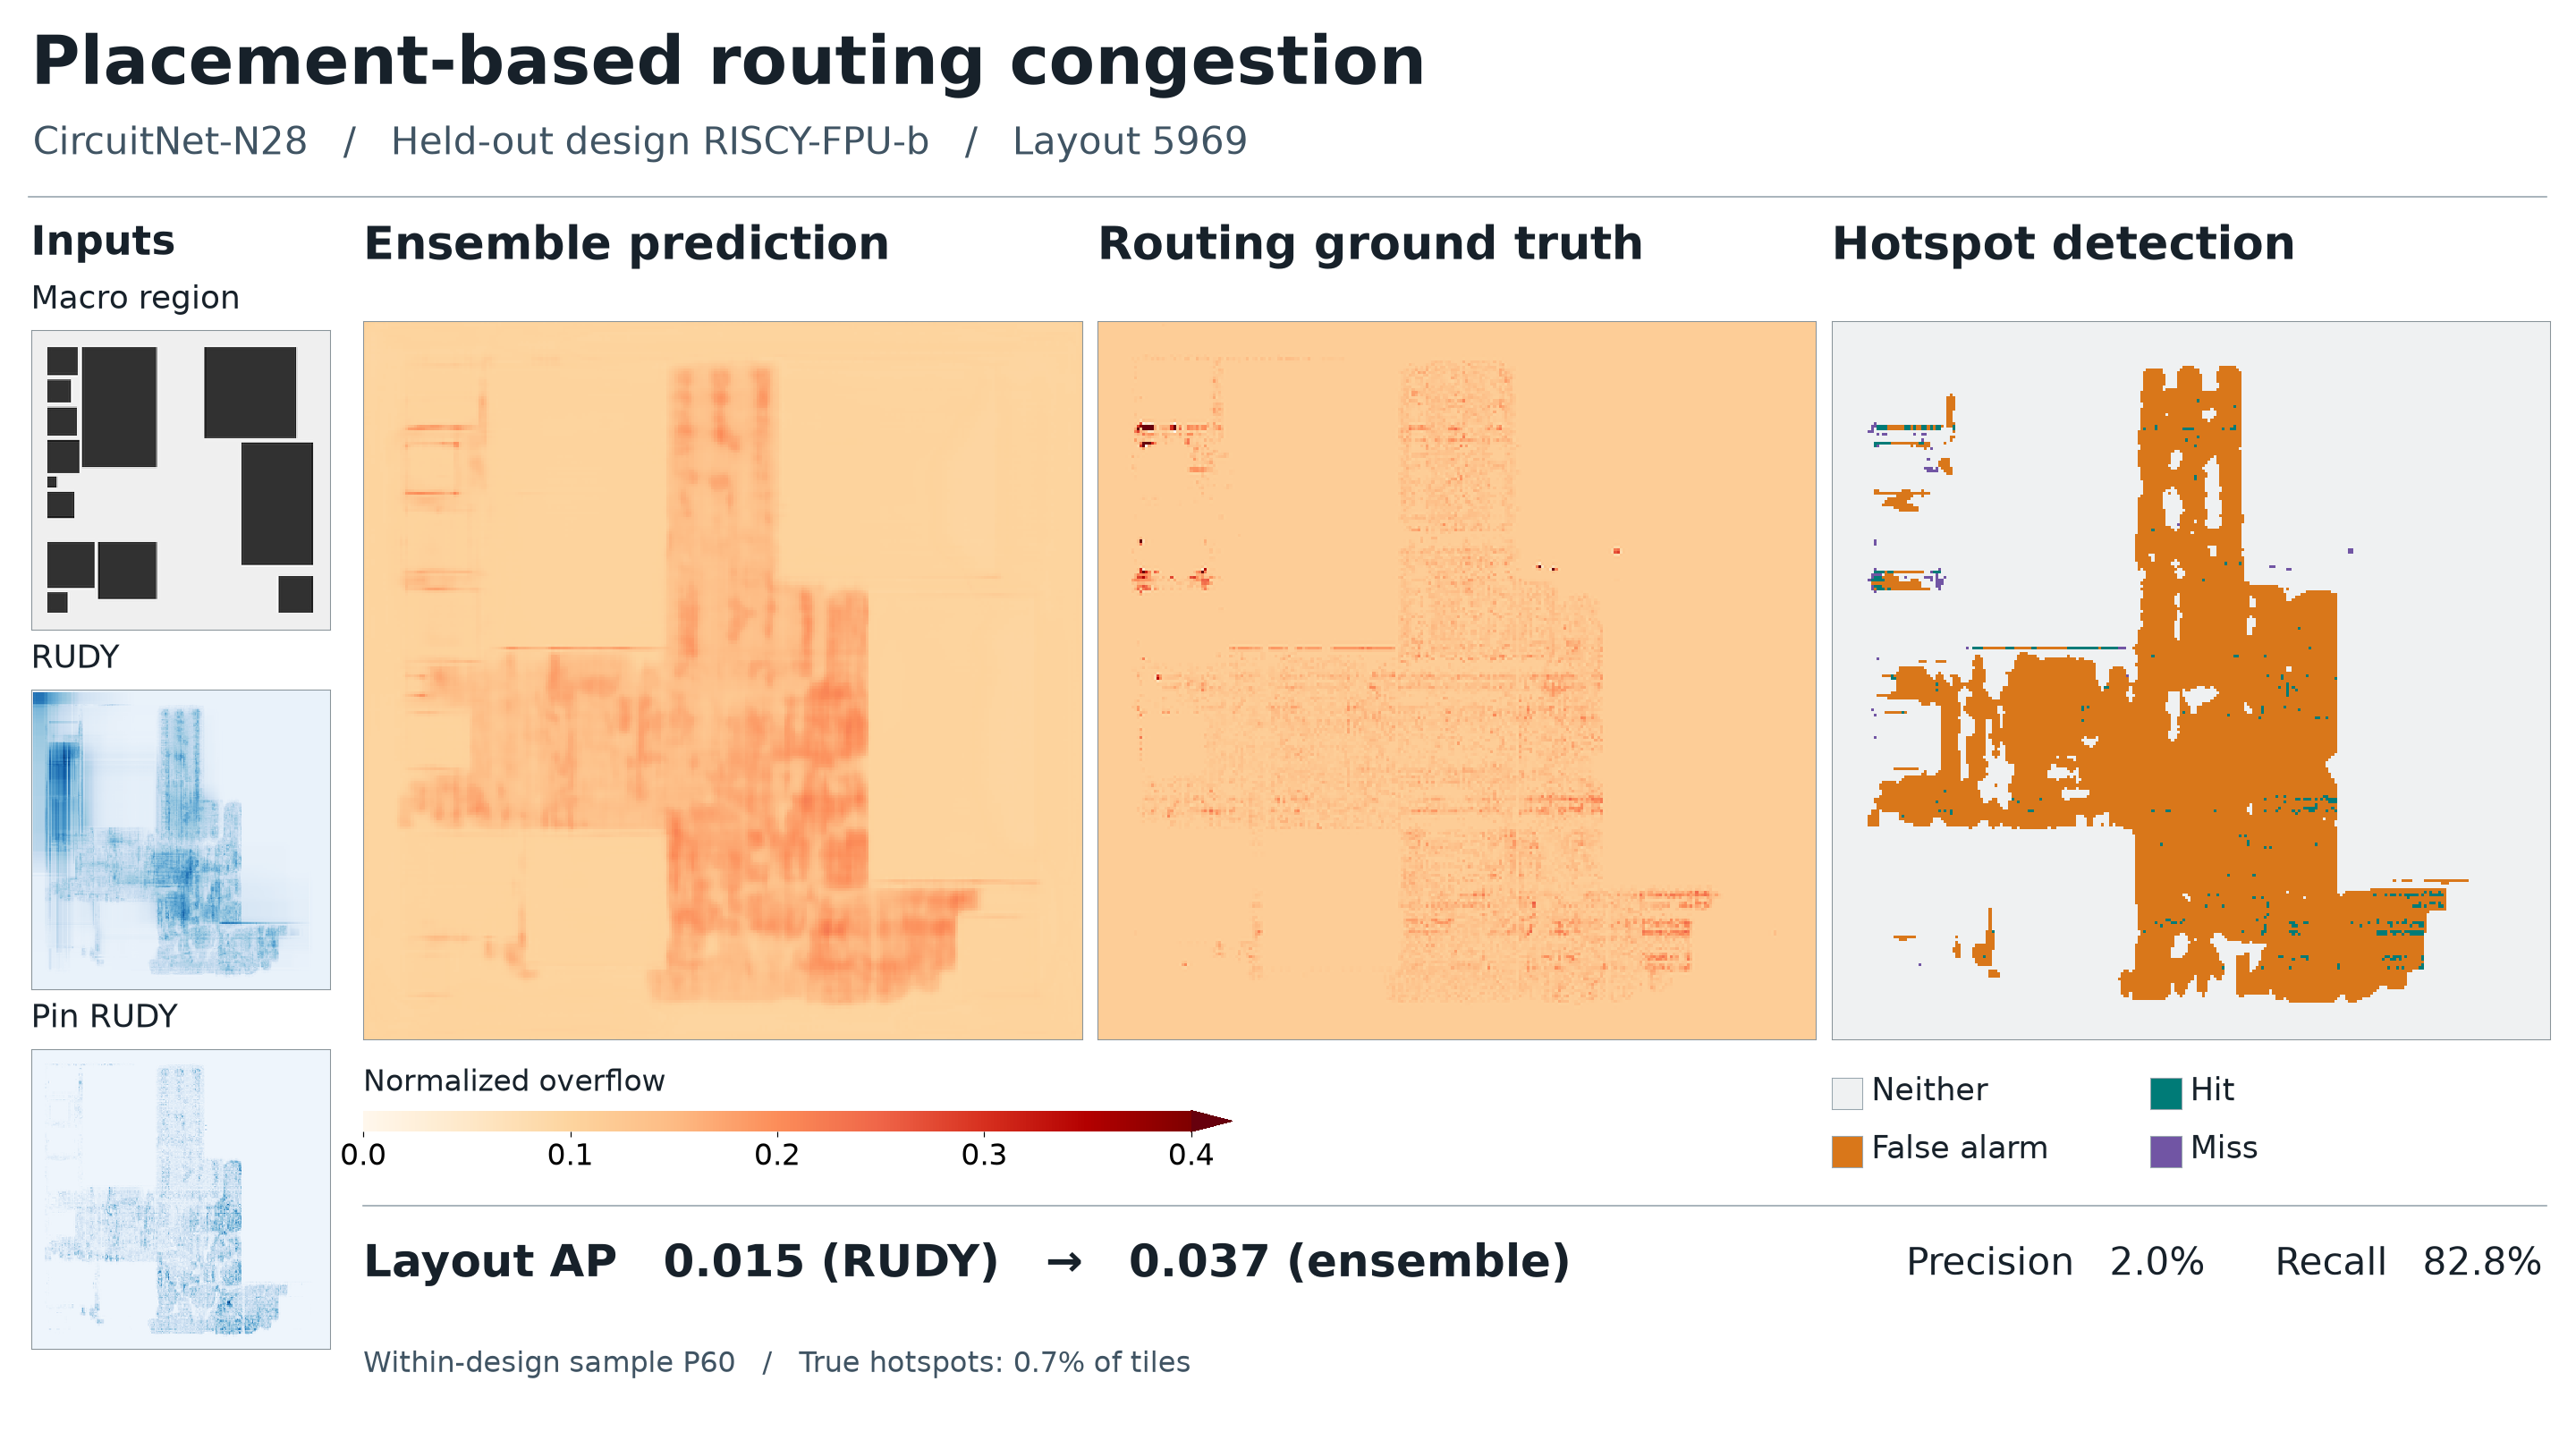 Placement-based routing congestion
CircuitNet-N28 / Held-out design RISCY-FPU-b / Layout 5969
Inputs
Macro region
RUDY
Pin RUDY
Ensemble prediction
Routing ground truth
Hotspot detection
Normalized overflow
0.0 0.1 0.2 0.3 0.4
Neither
Hit
False alarm
Miss
Layout AP 0.015 (RUDY) → 0.037 (ensemble)
Precision 2.0% Recall 82.8%
Within-design sample P60 / True hotspots: 0.7% of tiles